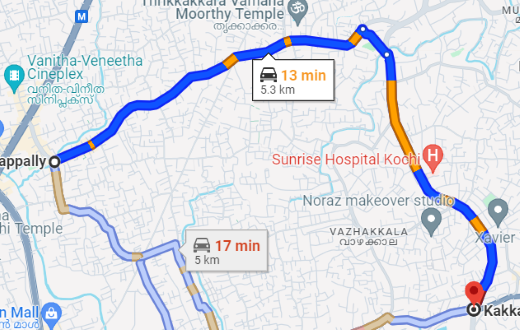 Thrikkakkara Vamana
Moorthy Temple
തൃക്കാക്കര
MU
Vanitha-Veneetha
Cineplex
വനിത-വിനീത
സിനിപ്ലക്സ്
13 min
5.3 km
appally
Sunrise Hospital Kochi
H
Noraz makeover studio
VAZHAKKALA
വാഴക്കാല
Xavier
hi Temple
17 min
5 km
Kakka
n Mall
ൻ മാൾ